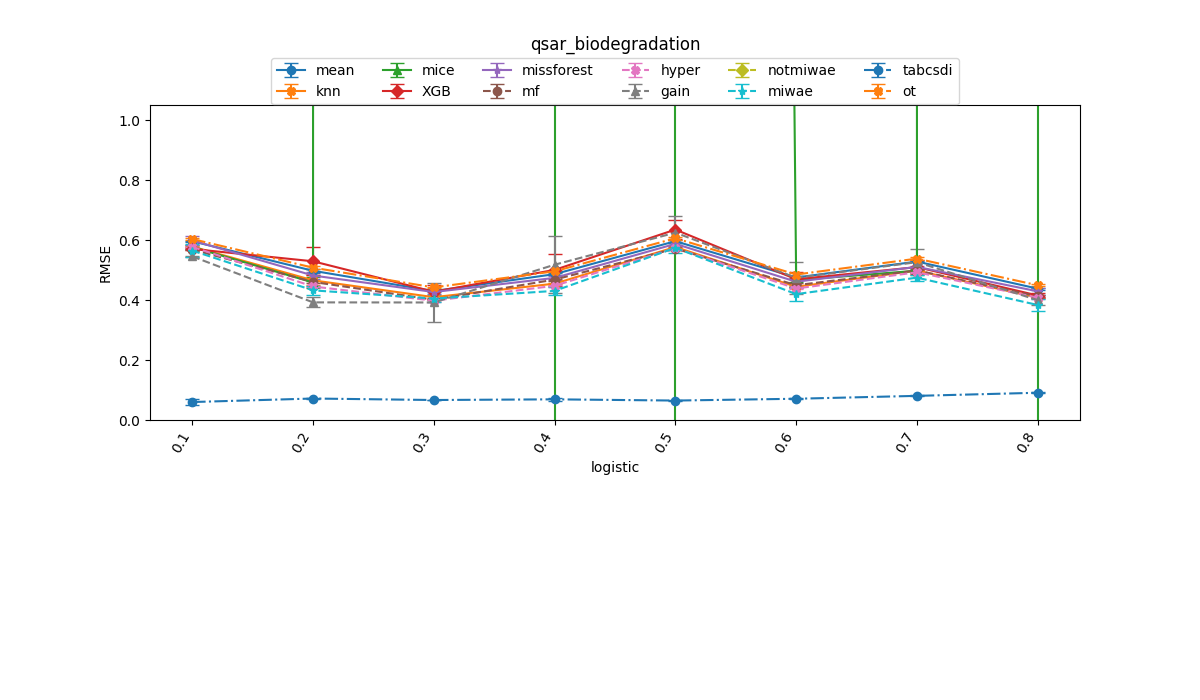 qsar_biodegradation
mean mice missforest hyper notmiwae tabcsdi
knn XGB mf gain miwae ot
1.0
0.8
0.6
0.4
0.2
0.0
RMSE
0.1 0.2 0.3 0.4 0.5 0.6 0.7 0.8
logistic